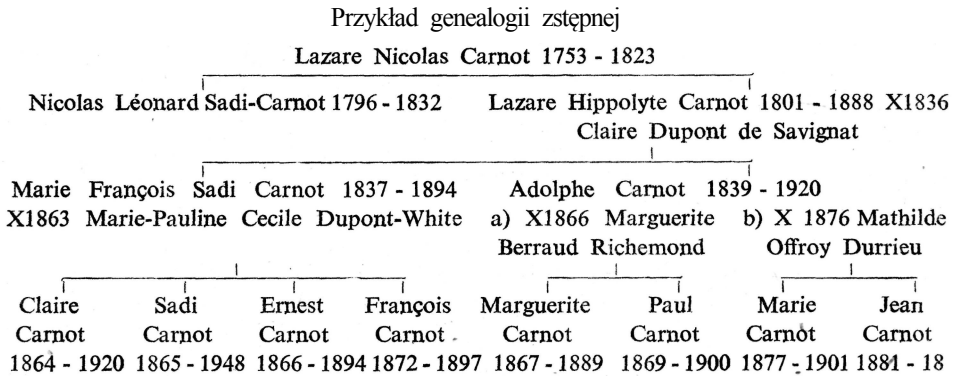 Przykład genealogii zstępnej
Lazare Nicolas Carnot 1753 - 1823
Nicolas Léonard Sadi-Carnot 1796 - 1832 Lazare Hippolyte Carnot 1801 - 1888 X1836
Claire Dupont de Savignat
Marie François Sadi Carnot 1837 - 1894 Adolphe Carnot 1839 - 1920
X1863 Marie-Pauline Cecile Dupont-White a) X1866 Marguerite b) X 1876 Mathilde
Berraud Richemond Offroy Durrieu
Claire Sadi Ernest François Marguerite Paul Marie Jean
Carnot Carnot Carnot Carnot Carnot Carnot Carnot Carnot
1864 - 1920 1865 - 1948 1866 - 1894 1872 - 1897 1867 - 1889 1869 - 1900 1877 - 1901 1881 - 18